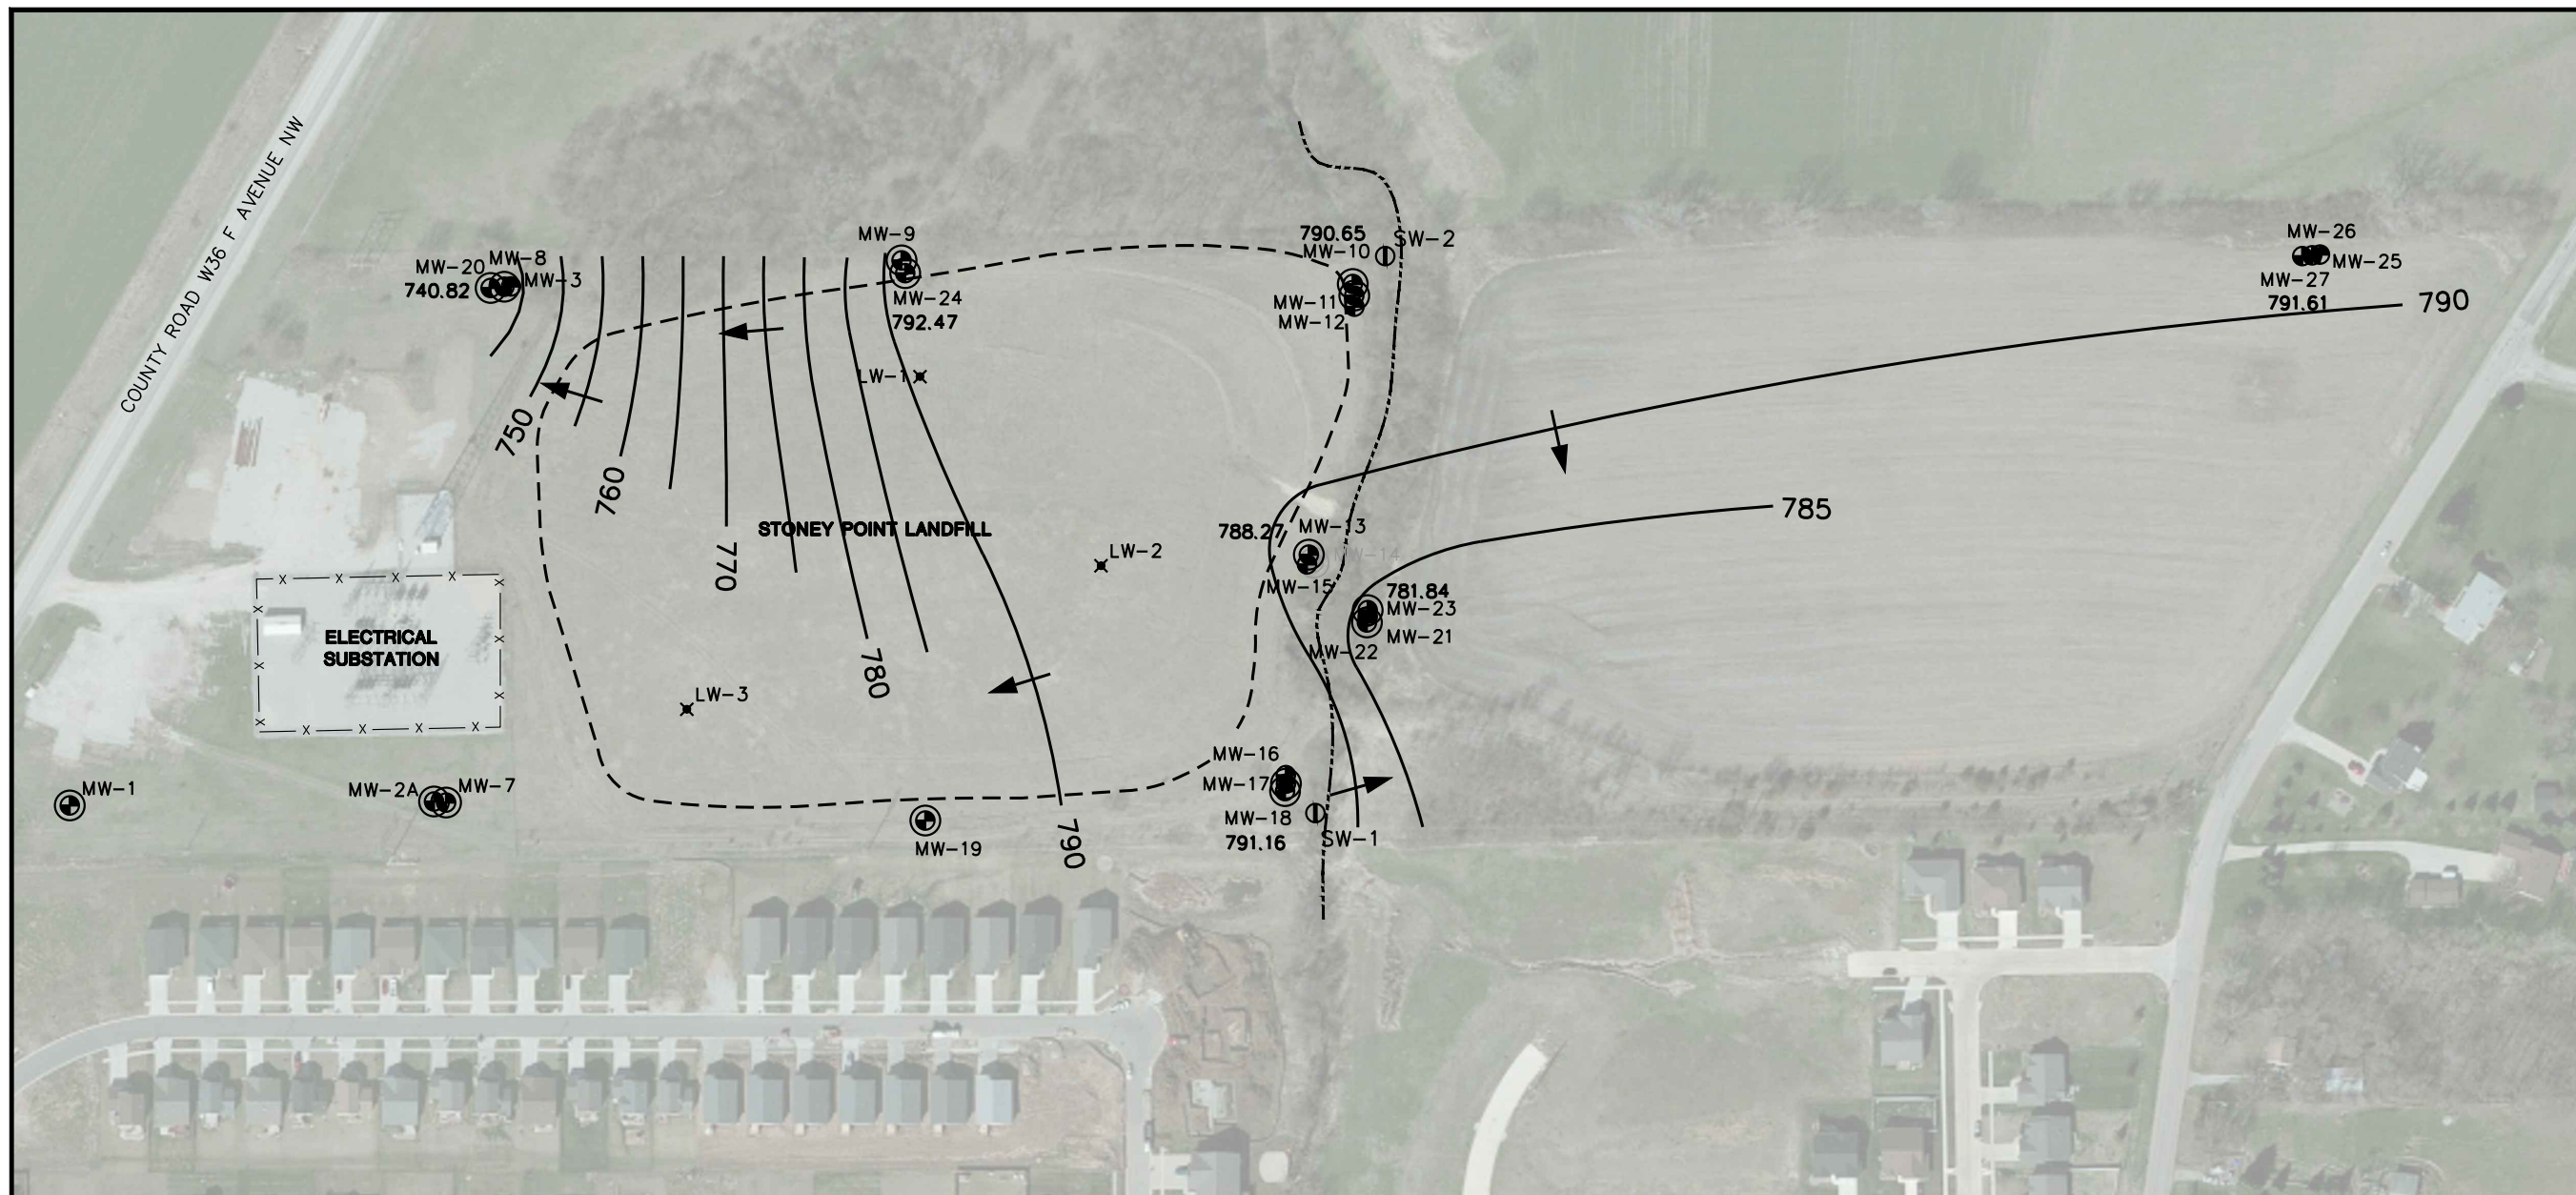 COUNTY ROAD W36 F AVENUE NW
MW-9
790.65
MW-10
SW-2
MW-26
MW-25
MW-27
791.61
790
MW-8
MW-20
MW-3
740.82
MW-24
792.47
MW-11
MW-12
LW-1
750
760
770
780
790
STONEY POINT LANDFILL
785
788.27
MW-13
MW-14
MW-15
LW-2
781.84
MW-23
MW-21
MW-22
ELECTRICAL
SUBSTATION
LW-3
MW-16
MW-17
MW-18
791.16
SW-1
MW-1
MW-2A
MW-7
MW-19